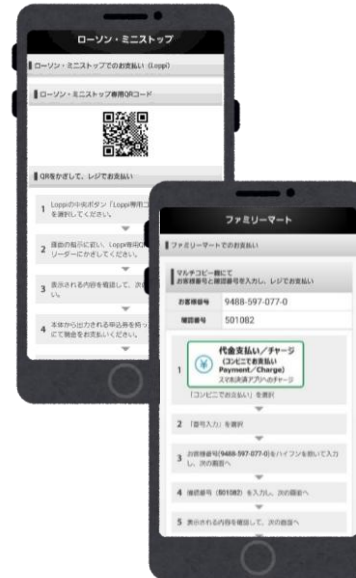 ローソン・ミニストップ
ローソン・ミニストップでのお支払い (Loppi)
ローソン・ミニストップ専用QRコード
QRをかざして、レジでお支払い
1 Loppiの中央ボタン「Loppi専用コ
を選択してください。
2 画面の指示に従い、Loppi専用Q
リーダーにかざしてください。
3 表示される内容を確認して、次
い。
4 本体から出力される申込券を持っ
にて現金をお支払いください。
ファミリーマート
ファミリーマートでのお支払い
マルチコピー機にて
お客様番号と確認番号を入力し、レジでお支払い
お客様番号 9488-597-077-0
確認番号 501082
1 代金支払い/チャージ
(コンビニでお支払い
Payment/Charge)
スマホ決済アプリへのチャージ
「コンビニでお支払い」を選択
2 「番号入力」を選択
3 お客様番号(9488-597-077-0)をハイフンを除いて入力
し、次の画面へ
4 確認番号 (501082) を入力し、次の画面へ
5 表示される内容を確認して、次の画面へ